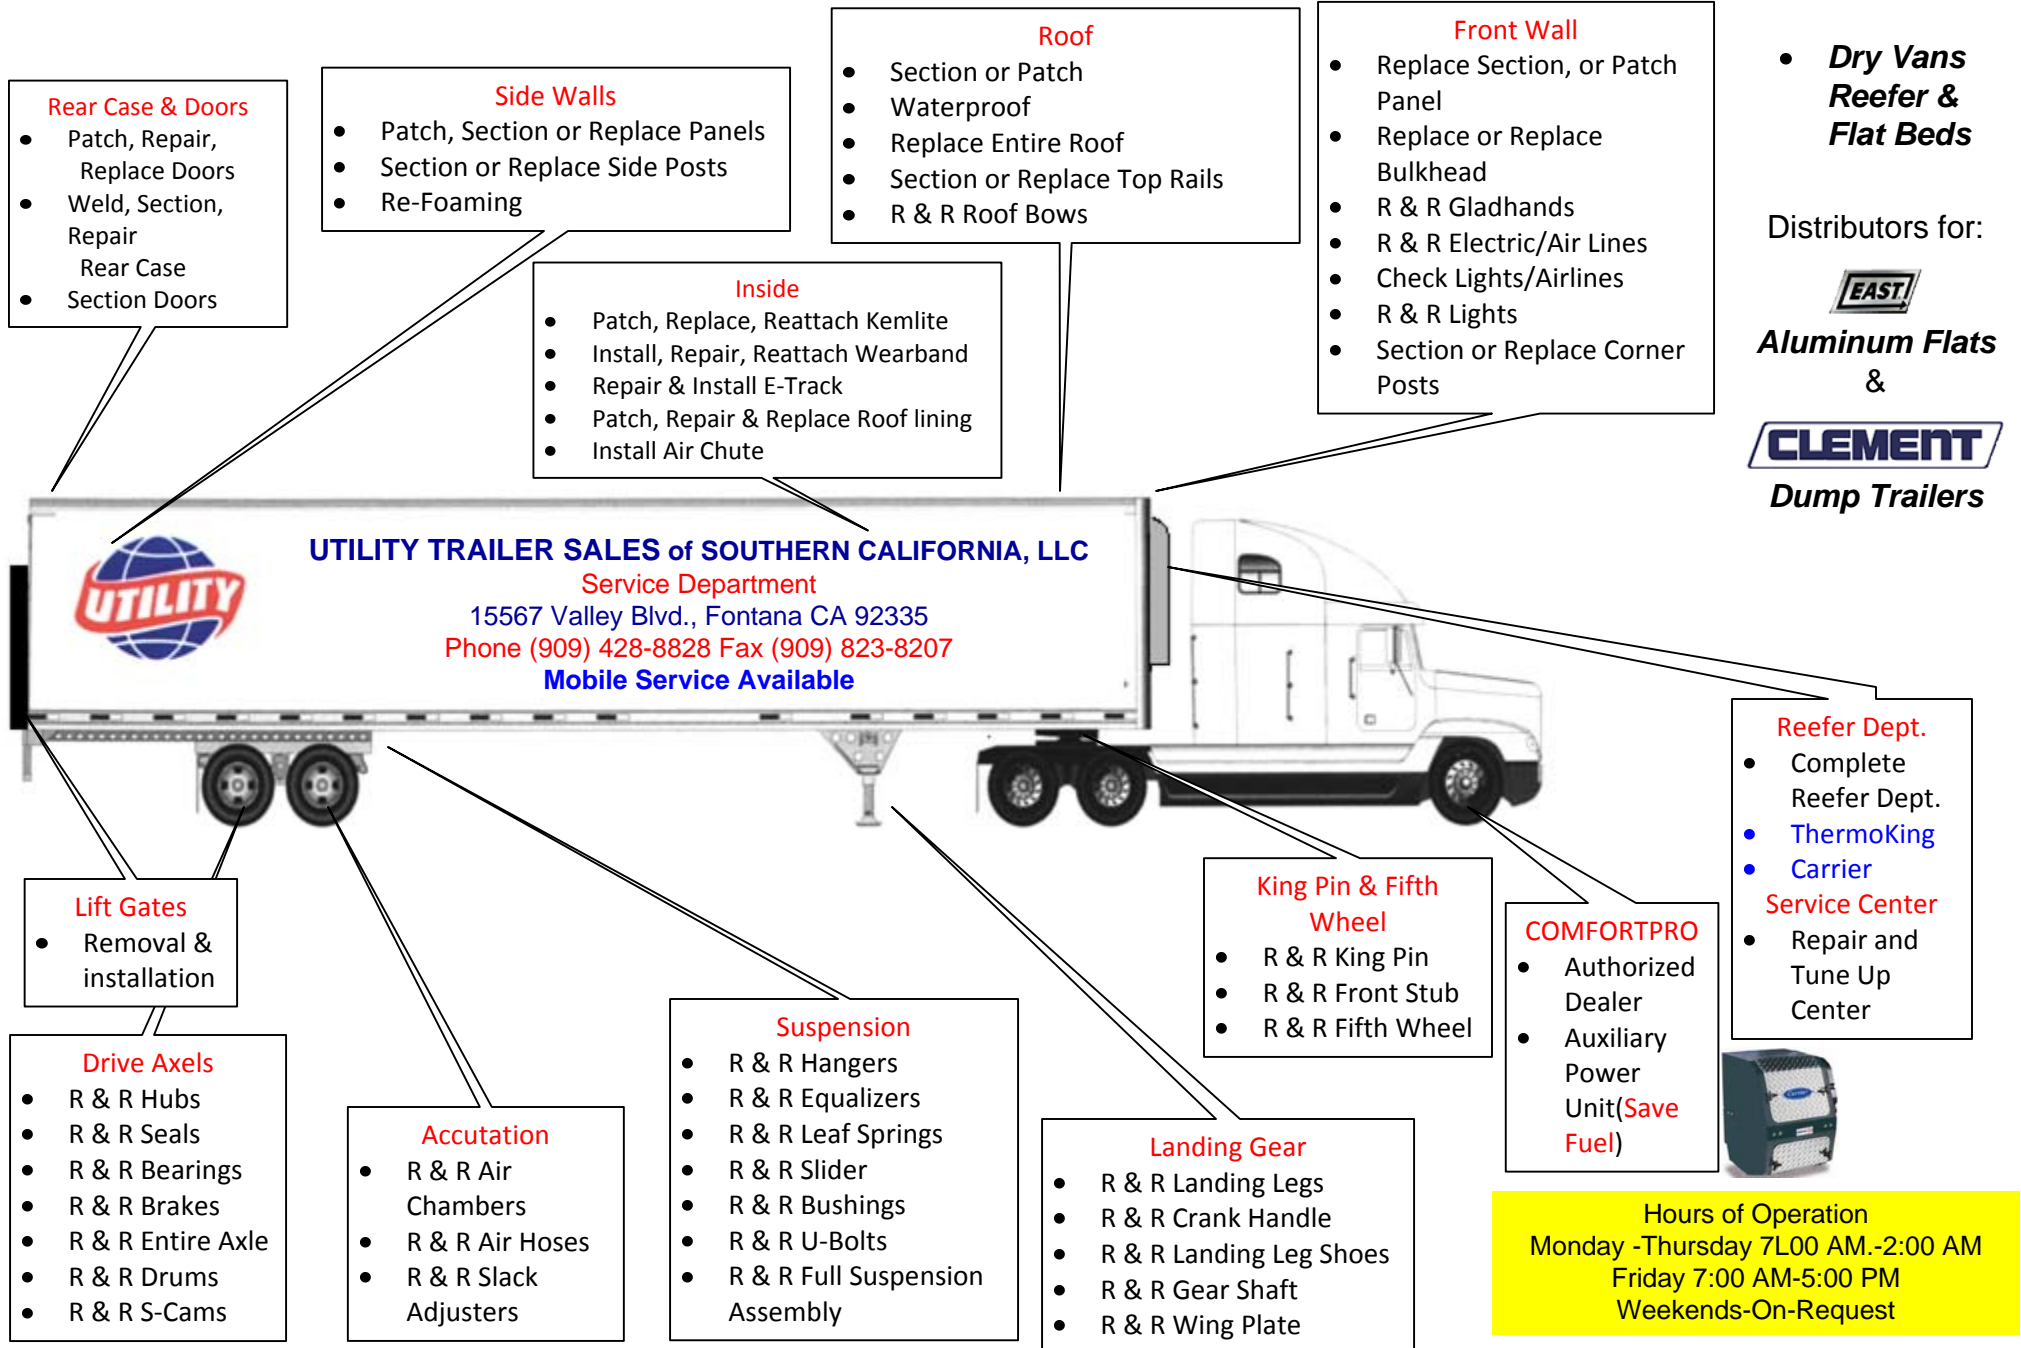 Rear Case & Doors
• Patch, Repair,
Replace Doors
• Weld, Section,
Repair
Rear Case
• Section Doors
Side Walls
• Patch, Section or Replace Panels
• Section or Replace Side Posts
• Re-Foaming
Roof
• Section or Patch
• Waterproof
• Replace Entire Roof
• Section or Replace Top Rails
• R & R Roof Bows
Front Wall
• Replace Section, or Patch
Panel
• Replace or Replace
Bulkhead
• R & R Gladhands
• R & R Electric/Air Lines
• Check Lights/Airlines
• R & R Lights
• Section or Replace Corner
Posts
• Dry Vans
Reefer &
Flat Beds
Distributors for:
EAST
Aluminum Flats
&
CLEMENT
Dump Trailers
Inside
• Patch, Replace, Reattach Kemlite
• Install, Repair, Reattach Wearband
• Repair & Install E-Track
• Patch, Repair & Replace Roof lining
• Install Air Chute
UTILITY
UTILITY TRAILER SALES of SOUTHERN CALIFORNIA, LLC
Service Department
15567 Valley Blvd., Fontana CA 92335
Phone (909) 428-8828 Fax (909) 823-8207
Mobile Service Available
Reefer Dept.
• Complete
Reefer Dept.
• ThermoKing
• Carrier
Service Center
• Repair and
Tune Up
Center
Lift Gates
• Removal &
installation
Drive Axels
• R & R Hubs
• R & R Seals
• R & R Bearings
• R & R Brakes
• R & R Entire Axle
• R & R Drums
• R & R S-Cams
Accutation
• R & R Air
Chambers
• R & R Air Hoses
• R & R Slack
Adjusters
Suspension
• R & R Hangers
• R & R Equalizers
• R & R Leaf Springs
• R & R Slider
• R & R Bushings
• R & R U-Bolts
• R & R Full Suspension
Assembly
Landing Gear
• R & R Landing Legs
• R & R Crank Handle
• R & R Landing Leg Shoes
• R & R Gear Shaft
• R & R Wing Plate
King Pin & Fifth
Wheel
• R & R King Pin
• R & R Front Stub
• R & R Fifth Wheel
COMFORTPRO
• Authorized
Dealer
• Auxiliary
Power
Unit(Save
Fuel)
Carrier
Hours of Operation
Monday -Thursday 7L00 AM.-2:00 AM
Friday 7:00 AM-5:00 PM
Weekends-On-Request